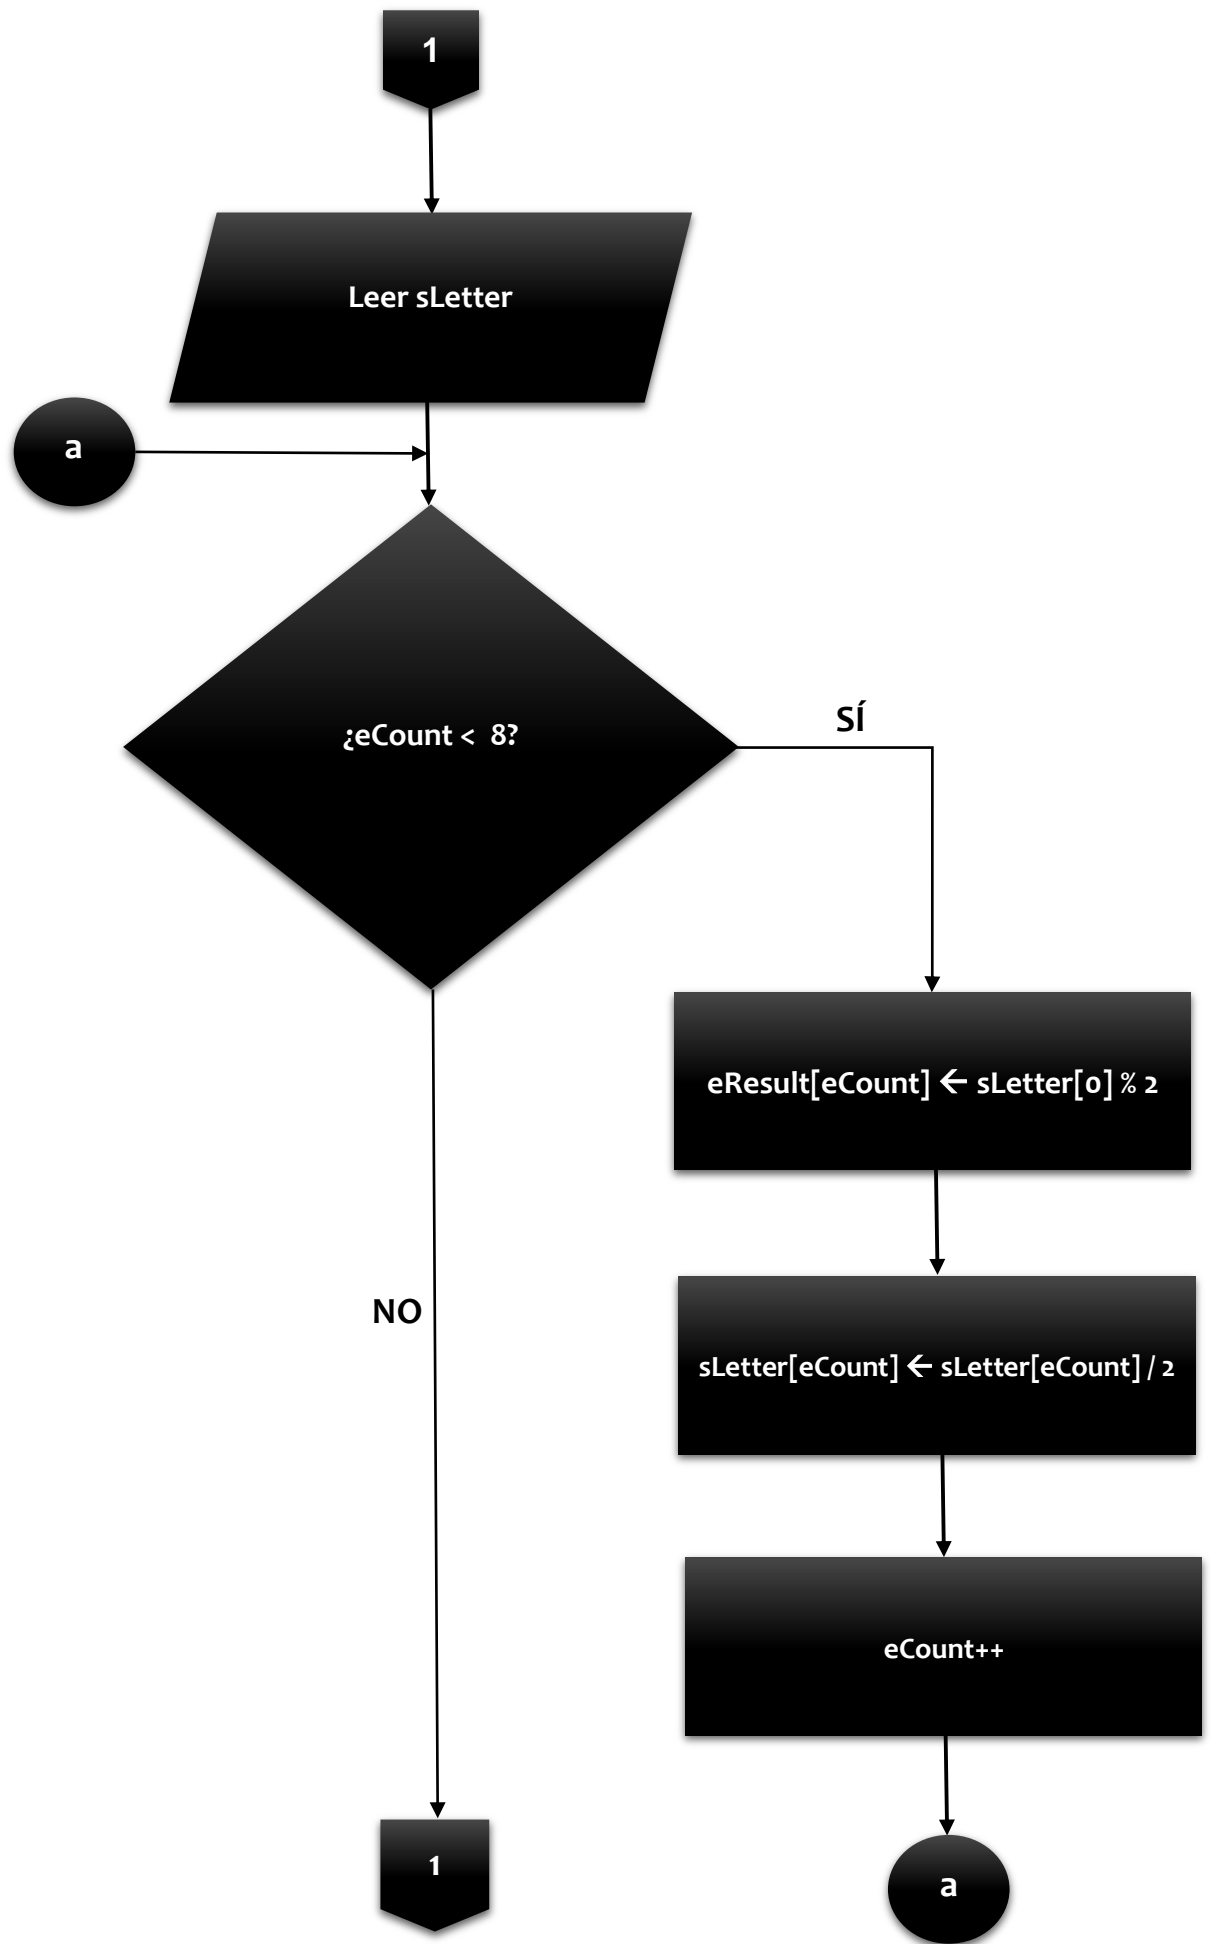 1
Leer sLetter
a
¿eCount < 8?
SÍ
eResult[eCount] ← sLetter[0] % 2
NO
sLetter[eCount] ← sLetter[eCount] / 2
eCount++
1
a